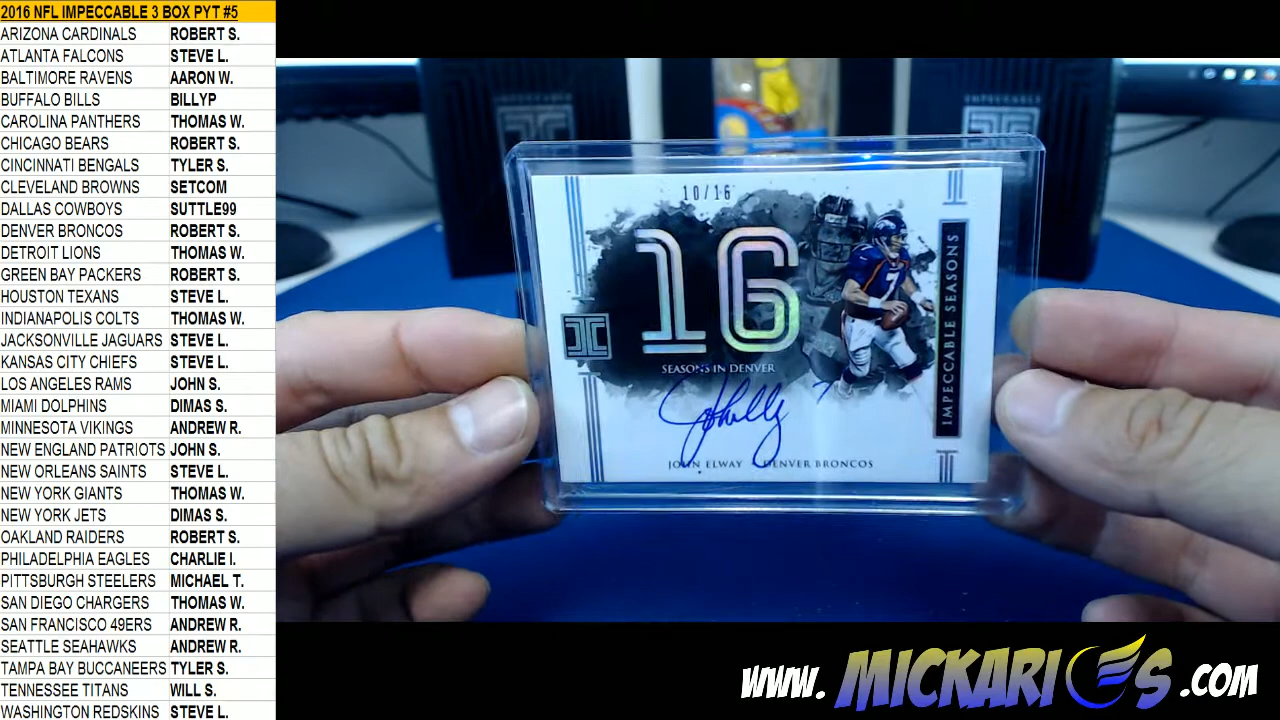 2016 NFL IMPECCABLE 3 BOX PYT #5
ARIZONA CARDINALS ROBERT S.
ATLANTA FALCONS STEVE L.
BALTIMORE RAVENS AARON W.
BUFFALO BILLS BILLYP
CAROLINA PANTHERS THOMAS W.
CHICAGO BEARS ROBERT S.
CINCINNATI BENGALS TYLER S.
CLEVELAND BROWNS SETCOM
DALLAS COWBOYS SUTTLE99
DENVER BRONCOS ROBERT S.
DETROIT LIONS THOMAS W.
GREEN BAY PACKERS ROBERT S.
HOUSTON TEXANS STEVE L.
INDIANAPOLIS COLTS THOMAS W.
JACKSONVILLE JAGUARS STEVE L.
KANSAS CITY CHIEFS STEVE L.
LOS ANGELES RAMS JOHN S.
MIAMI DOLPHINS DIMAS S.
MINNESOTA VIKINGS ANDREW R.
NEW ENGLAND PATRIOTS JOHN S.
NEW ORLEANS SAINTS STEVE L.
NEW YORK GIANTS THOMAS W.
NEW YORK JETS DIMAS S.
OAKLAND RAIDERS ROBERT S.
PHILADELPHIA EAGLES CHARLIE I.
PITTSBURGH STEELERS MICHAEL T.
SAN DIEGO CHARGERS THOMAS W.
SAN FRANCISCO 49ERS ANDREW R.
SEATTLE SEAHAWKS ANDREW R.
TAMPA BAY BUCCANEERS TYLER S.
TENNESSEE TITANS WILL S.
WASHINGTON REDSKINS STEVE L.
IMPECCABLE
IMPECCABLE
10/16
16
SEASONS IN DENVER
7
JOHN ELWAY - DENVER BRONCOS
IMPECCABLE SEASONS
www.MICKARIES.com